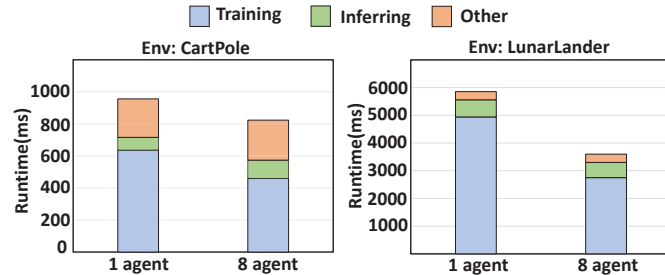 Training Inferring Other
Env: CartPole
Runtime(ms)
1000
800
600
400
200
0
1 agent 8 agent
Env: LunarLander
Runtime(ms)
6000
5000
4000
3000
2000
1000
1 agent 8 agent